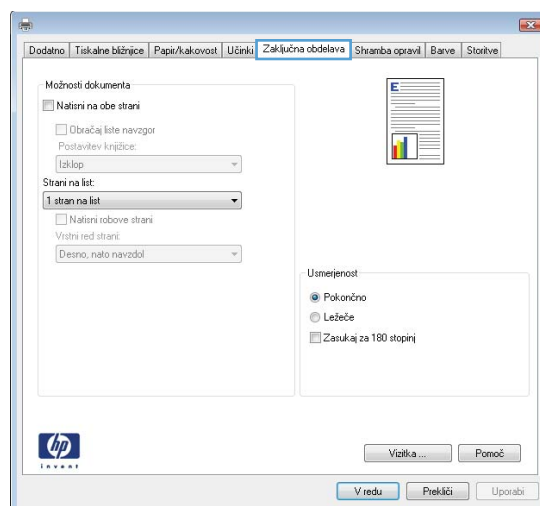 Dodatno Tiskalne bližnjice Papir/kakovost Učinki Zaključna obdelava Shramba opravil Barve Storitve
Možnosti dokumenta
Natisni na obe strani
Obračaj liste navzgor
Postavitev knjižice:
Izklop
Strani na list:
1 stran na list
Natisni robove strani
Vrstni red strani:
Desno, nato navzdol
E
Usmerjenost
Pokončno
Ležeče
Zasukaj za 180 stopinj
hp
invent
Vizitka ... Pomoč
V redu Prekliči Uporabi